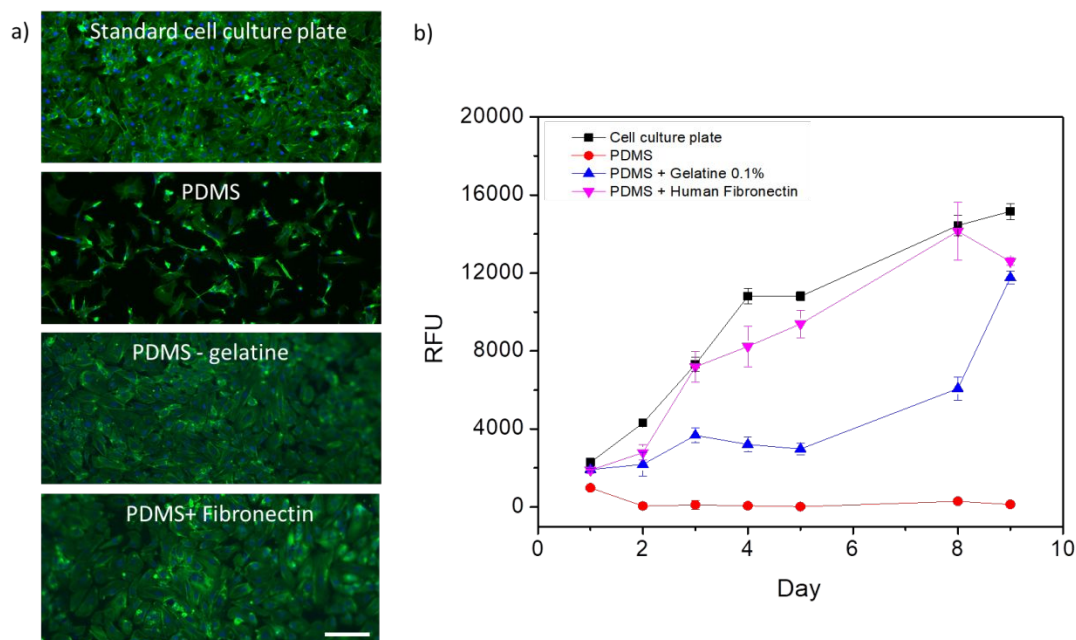 a)
Standard cell culture plate
PDMS
PDMS - gelatine
PDMS+ Fibronectin
b)
20000
16000
12000
8000
4000
0
RFU
Cell culture plate
PDMS
PDMS + Gelatine 0.1%
PDMS + Human Fibronectin
0 2 4 6 8 10
Day